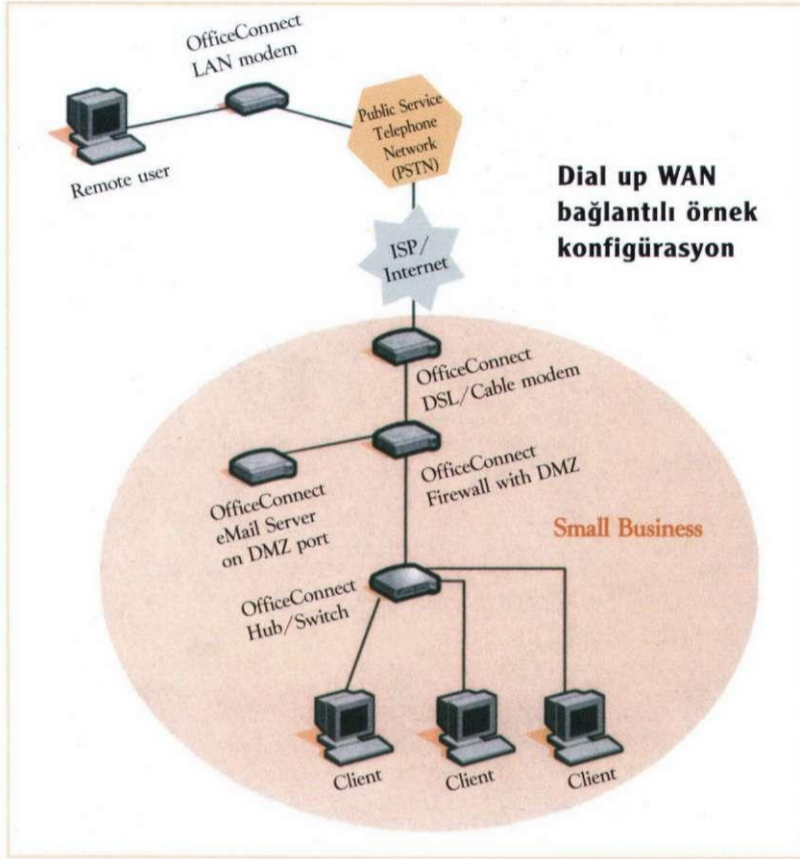 OfficeConnect
LAN modem
Remote user
Public Service
Telephone
Network
(PSTN)
Dial up WAN
bağlantılı örnek
konfigürasyon
ISP/
Internet
OfficeConnect
DSL/Cable modem
OfficeConnect
Firewall with DMZ
OfficeConnect
eMail Server
on DMZ port
Small Business
OfficeConnect
Hub/Switch
Client
Client
Client